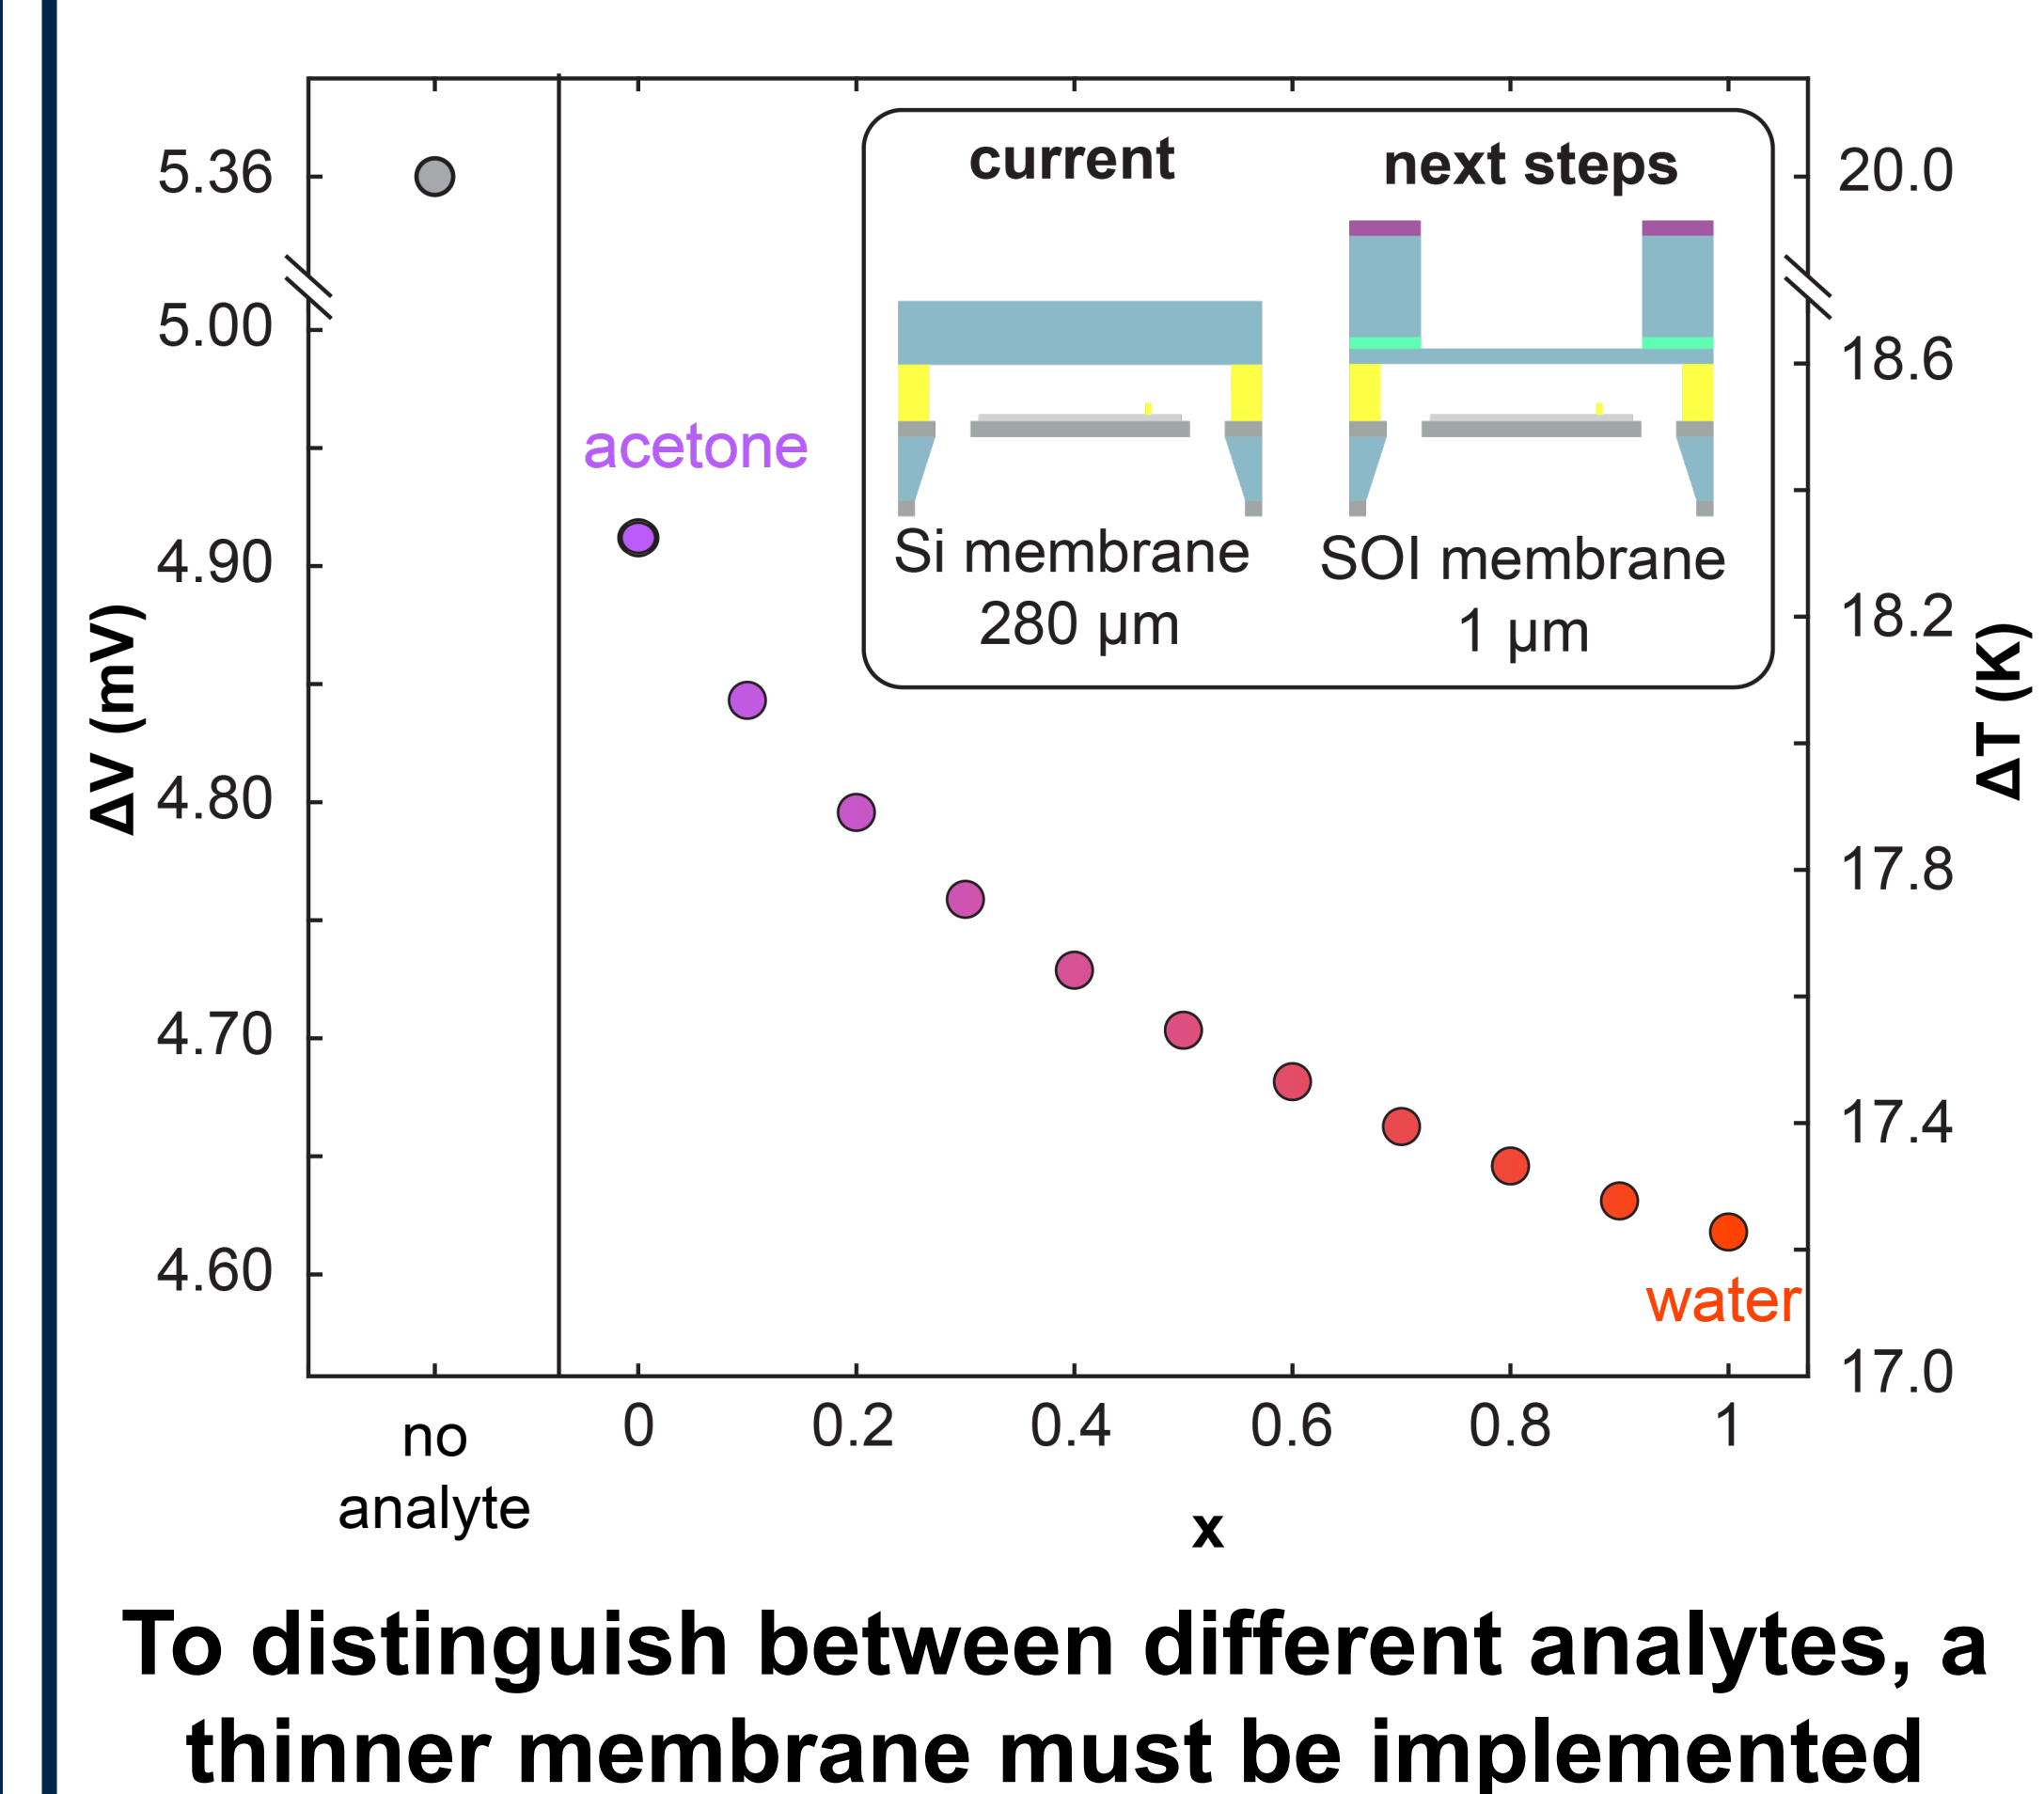 5.36
5.00
4.90
4.80
4.70
4.60
ΔV (mV)
acetone
water
current
next steps
Si membrane
280 μm
SOI membrane
1 μm
20.0
18.6
18.2
17.8
17.4
17.0
ΔT (K)
no
analyte
0 0.2 0.4 0.6 0.8 1
x
To distinguish between different analytes, a
thinner membrane must be implemented